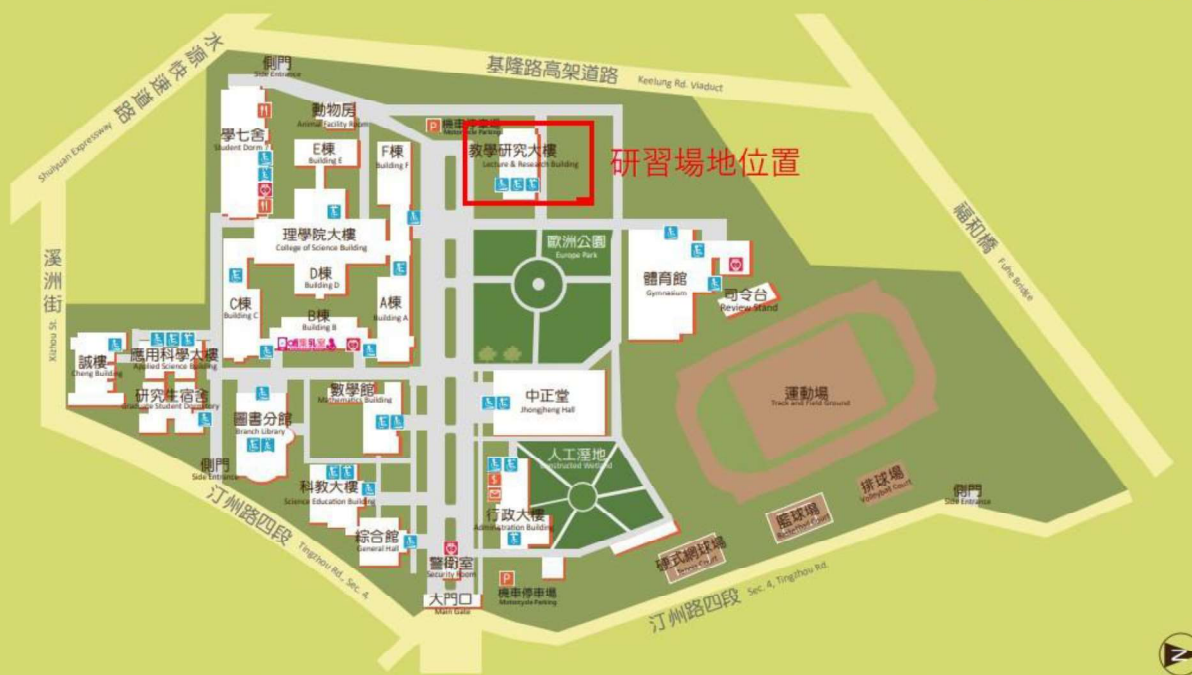 水源快速道路
Shuiyuan Expressway
側門
Side Entrance
基隆路高架道路 Keelung Rd. Viaduct
動物房
Animal Facility Room
P 機車停車場
Motorcycle Parking
學七舍
Student Dorm 7
E棟
Building E
F棟
Building F
教學研究大樓
Lecture & Research Building
研習場地位置
福和橋 Fuhe Bridge
理學院大樓
College of Science Building
歐洲公園
Europe Park
溪洲街
Xizhou St.
D棟
Building D
體育館
Gymnasium
司令台
Review Stand
C棟
Building C
B棟
Building B
A棟
Building A
哺集乳室
誠樓
Cheng Building
應用科學大樓
Applied Science Building
研究生宿舍
Graduate Student Dormitory
數學館
Mathematics Building
中正堂
Jhongjheng Hall
運動場
Track and Field Ground
圖書分館
Branch Library
側門
Side Entrance
人工溼地
Constructed Wetland
科教大樓
Science Education Building
行政大樓
Administration Building
排球場
Volleyball Court
籃球場
Basketball Court
側門
Side Entrance
汀州路四段 Tingzhou Rd., Sec. 4
綜合館
General Hall
警衛室
Security Room
硬式網球場
Tennis Court
P
機車停車場
Motorcycle Parking
大門口
Main Gate
汀州路四段 Sec. 4, Tingzhou Rd.
N